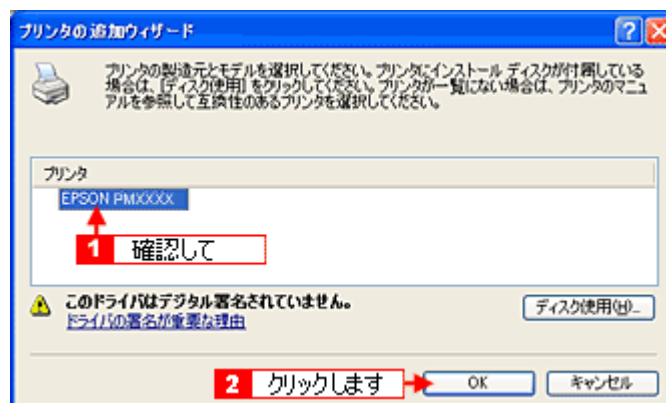 プリンタの追加ウィザード
プリンタの製造元とモデルを選択してください。プリンタにインストール ディスクが付属している
場合は、[ディスク使用] をクリックしてください。プリンタが一覧にない場合は、プリンタのマニュ
アルを参照して互換性のあるプリンタを選択してください。
プリンタ
EPSON PMXXXX
1 確認して
このドライバはデジタル署名されていません。
ディスク使用(H)...
ドライバの署名が重要な理由
2 クリックします
OK
キャンセル